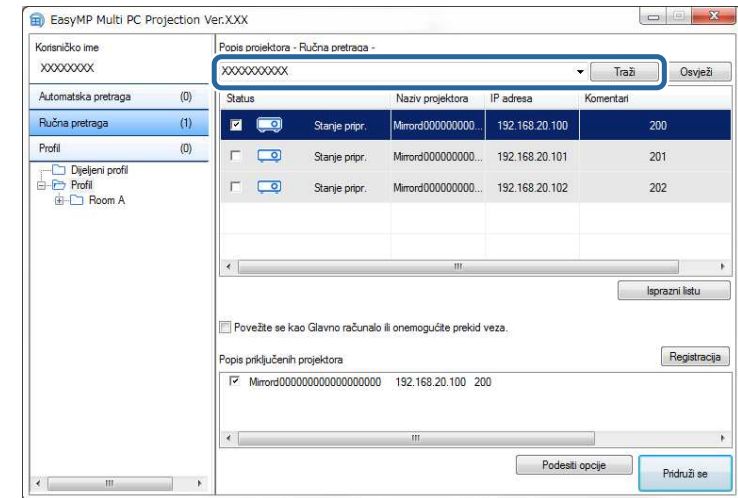 EasyMP Multi PC Projection Ver.XXX
Korisničko ime
XXXXXXXX
Automatska pretraga (0)
Ručna pretraga (1)
Profil (0)
Dijeljeni profil
Profil
Room A
Popis projektora - Ručna pretraga -
XXXXXXXXXX Traži Osvježi
Status Naziv projektora IP adresa Komentari
Stanje pripr. Mirrord000000000... 192.168.20.100 200
Stanje pripr. Mirrord000000000... 192.168.20.101 201
Stanje pripr. Mirrord000000000... 192.168.20.102 202
Isprazni listu
Povežite se kao Glavno računalo ili onemogućite prekid veza.
Popis priključenih projektora Registracija
Mirrord000000000000000000 192.168.20.100 200
Podesiti opcije Pridruži se